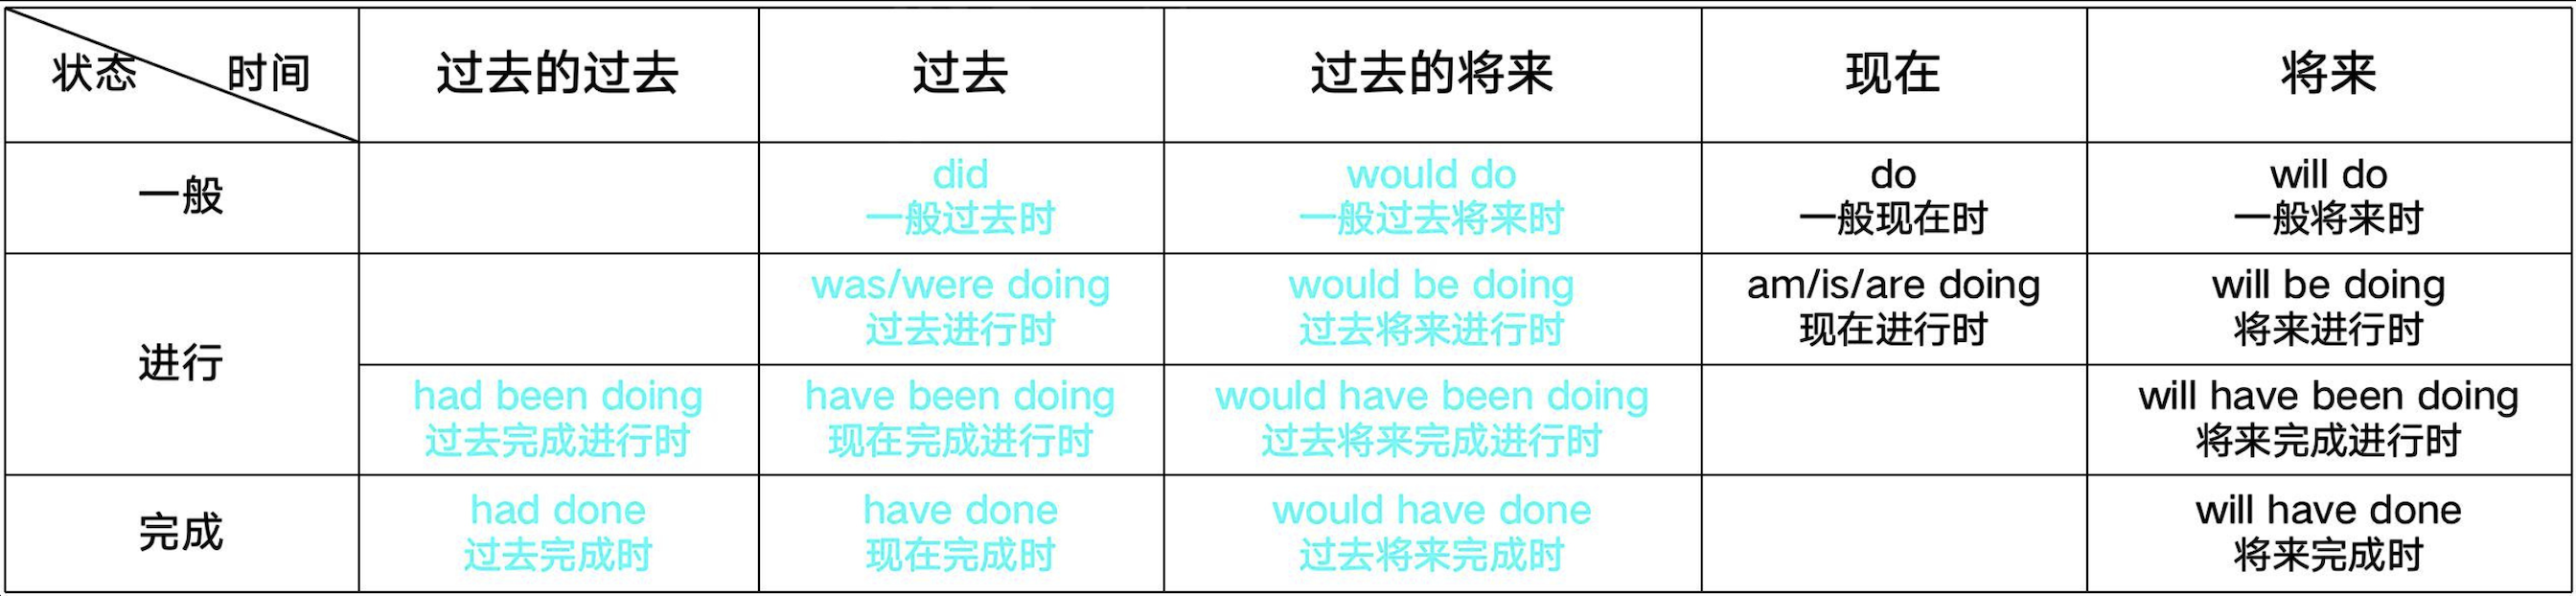 状态 时间 过去的过去 过去 过去的将来 现在 将来
一般
did
一般过去时
would do
一般过去将来时
do
一般现在时
will do
一般将来时
进行
was/were doing
过去进行时
would be doing
过去将来进行时
am/is/are doing
现在进行时
will be doing
将来进行时
had been doing
过去完成进行时
have been doing
现在完成进行时
would have been doing
过去将来完成进行时
will have been doing
将来完成进行时
完成
had done
过去完成时
have done
现在完成时
would have done
过去将来完成时
will have done
将来完成时